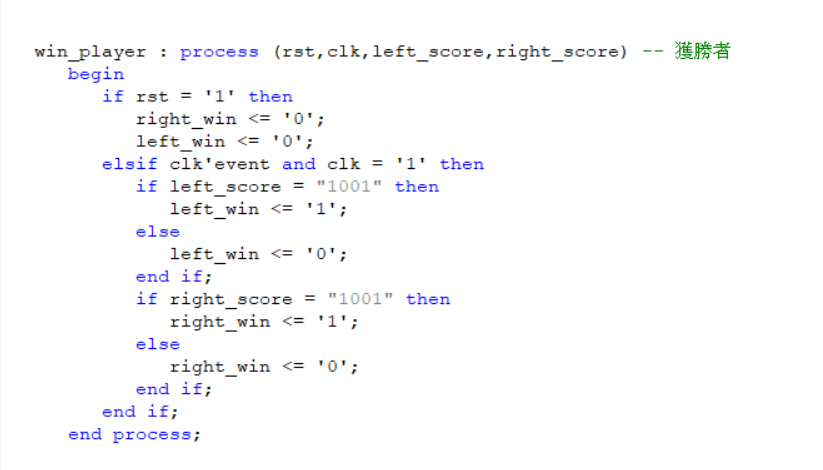 win_player : process (rst,clk,left_score,right_score) -- 獲勝者
begin
if rst = '1' then
right_win <= '0';
left_win <= '0';
elsif clk'event and clk = '1' then
if left_score = "1001" then
left_win <= '1';
else
left_win <= '0';
end if;
if right_score = "1001" then
right_win <= '1';
else
right_win <= '0';
end if;
end if;
end process;